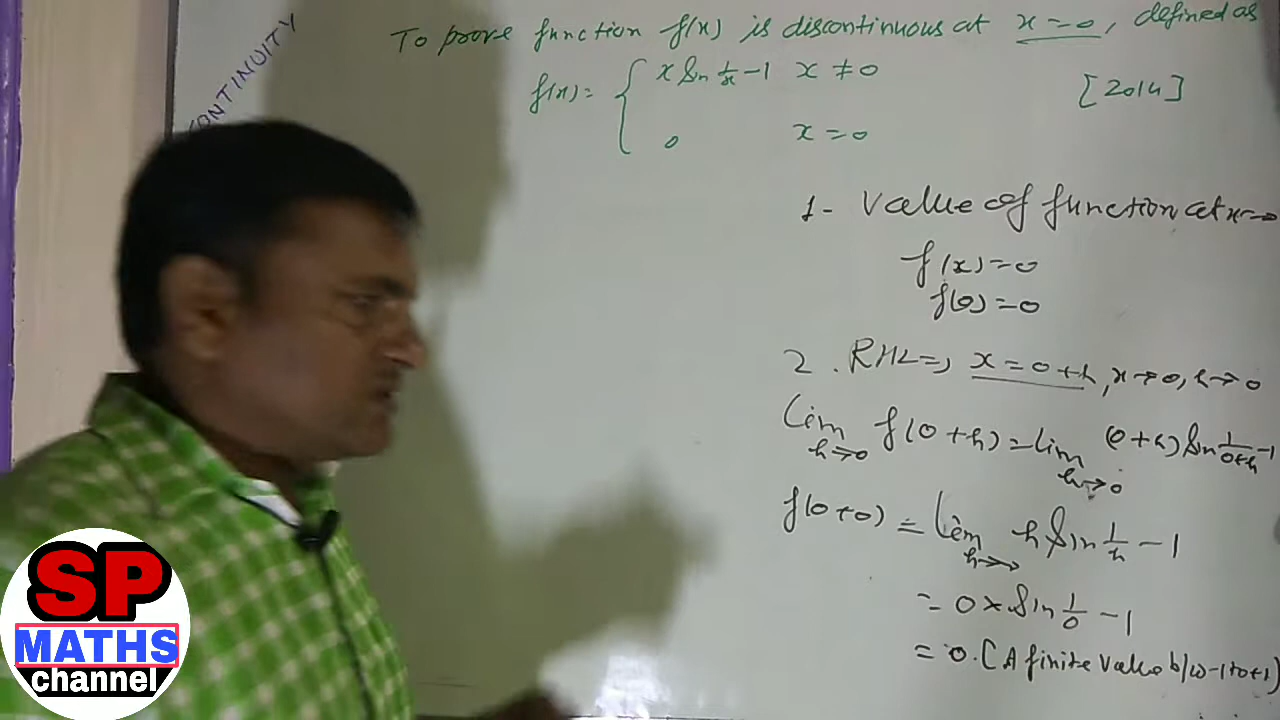 To prove function f(x) is discontinuous at x=0, defined as
f(x)= { x sin 1/x -1 x ≠ 0
0 x=0
[2014]
CONTINUITY
1- Value of function at x=0
f(x)=0
f(0)=0
2. RHL=> x=0+h, x→0, h→0
Lim h→0 f(0+h)=lim h→0 (0+h) sin 1/0+h -1
f(0+0) = Lim h→0 h sin 1/h -1
= 0 x sin 1/0 -1
= 0.[A finite value b/w -1 to +1)
SP
MATHS
channel